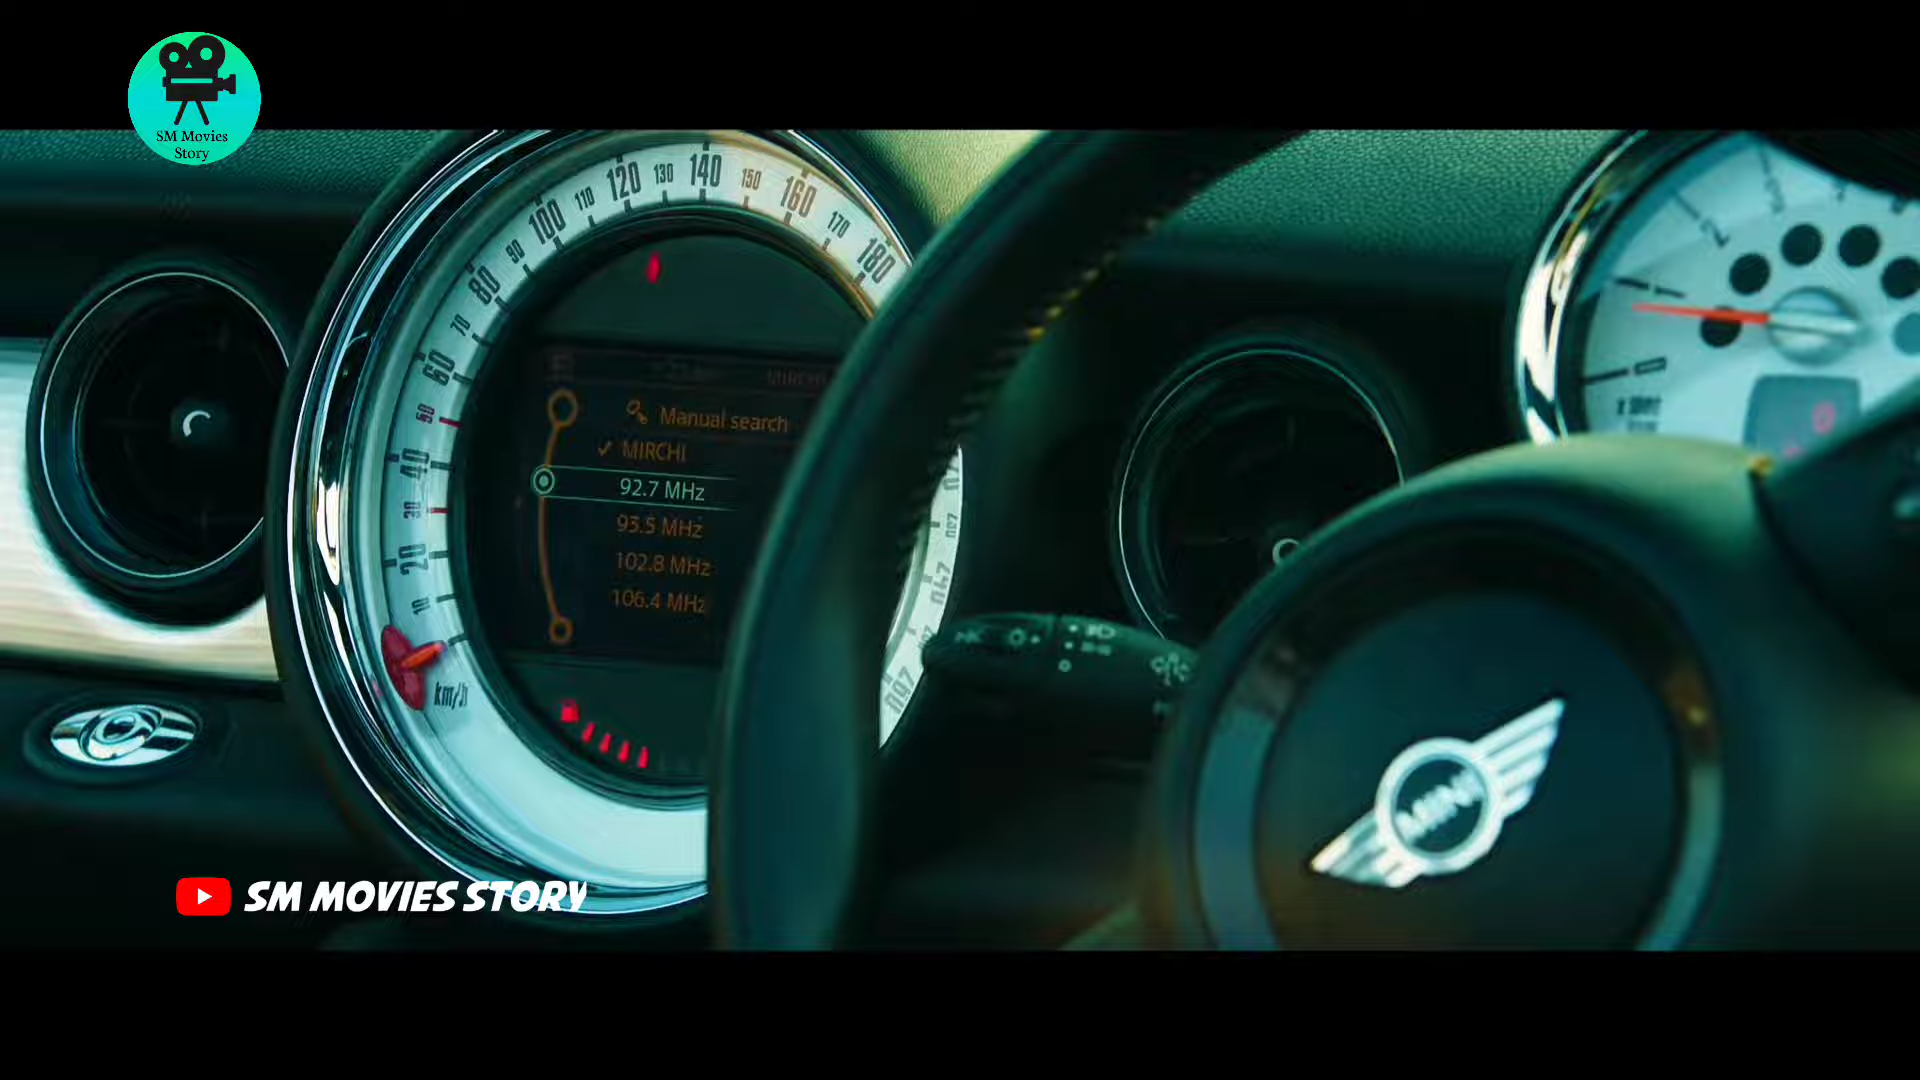 SM Movies
Story
10
20
30
40
50
60
70
80
90
100
110
120
130
140
150
160
170
180
km/h
Manual search
✓ MIRCHI
92.7 MHz
93.5 MHz
102.8 MHz
106.4 MHz
0
2
MINI
SM MOVIES STORY